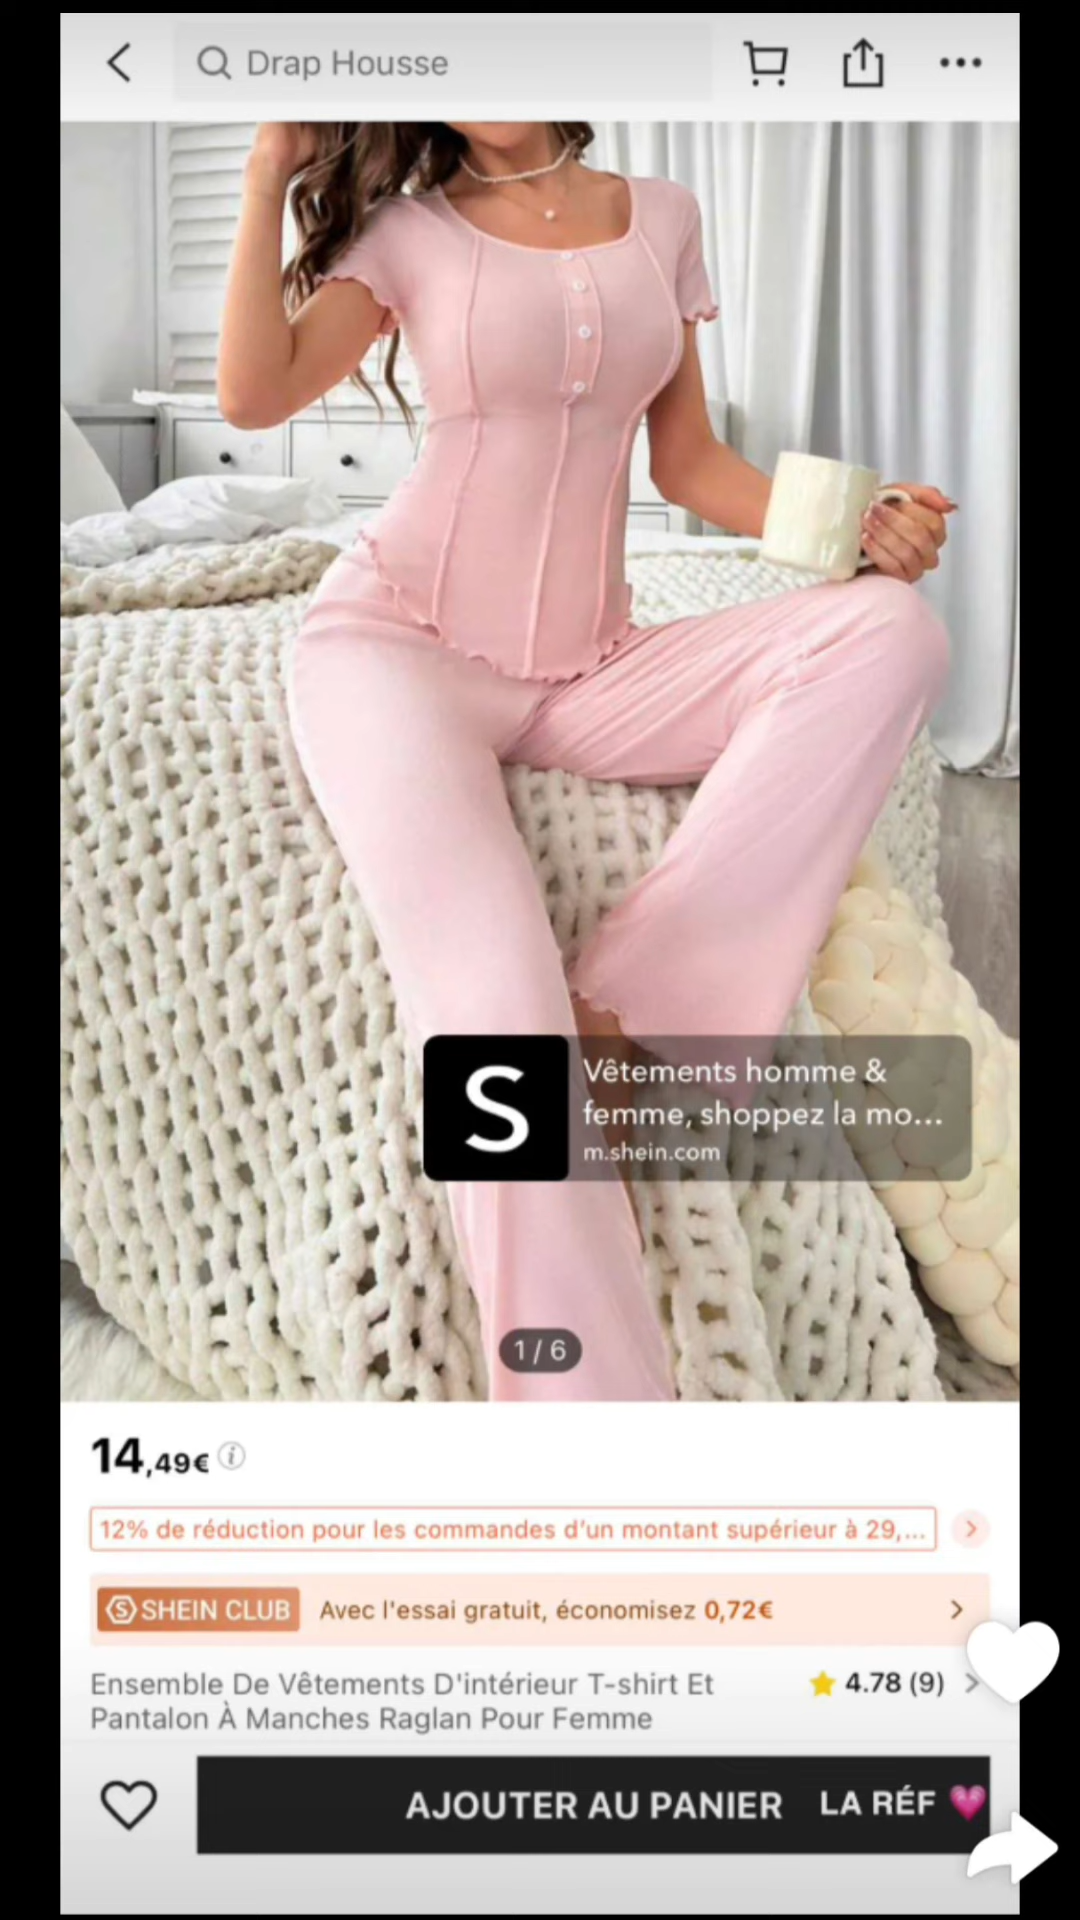 Drap Housse
S
Vêtements homme &
femme, shoppez la mo...
m.shein.com
1 / 6
14,49€ i
12% de réduction pour les commandes d'un montant supérieur à 29,...
S SHEIN CLUB Avec l'essai gratuit, économisez 0,72€
Ensemble De Vêtements D'intérieur T-shirt Et
Pantalon À Manches Raglan Pour Femme
4.78 (9)
AJOUTER AU PANIER
LA RÉF 💗